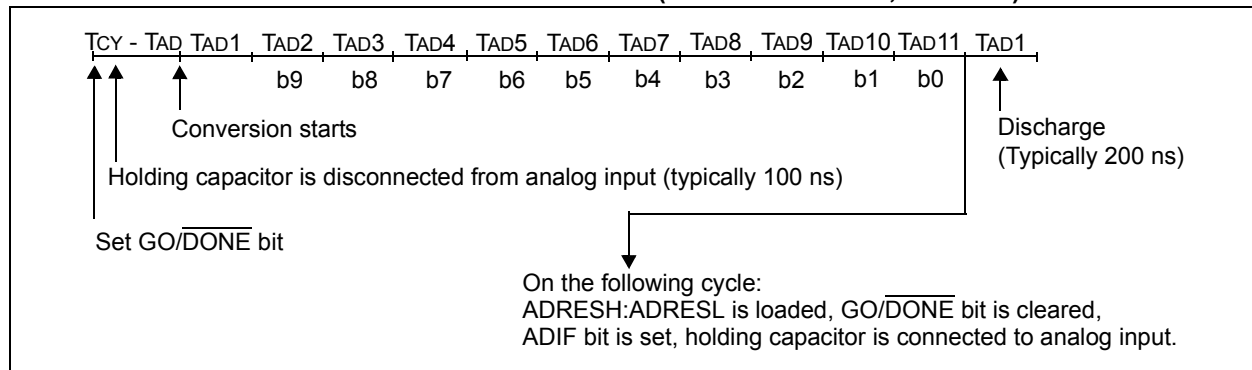 TCY - TAD TAD1 TAD2 TAD3 TAD4 TAD5 TAD6 TAD7 TAD8 TAD9 TAD10 TAD11 TAD1
b9 b8 b7 b6 b5 b4 b3 b2 b1 b0
Conversion starts
Discharge
(Typically 200 ns)
Holding capacitor is disconnected from analog input (typically 100 ns)
Set GO/DONE bit
On the following cycle:
ADRESH:ADRESL is loaded, GO/DONE bit is cleared,
ADIF bit is set, holding capacitor is connected to analog input.